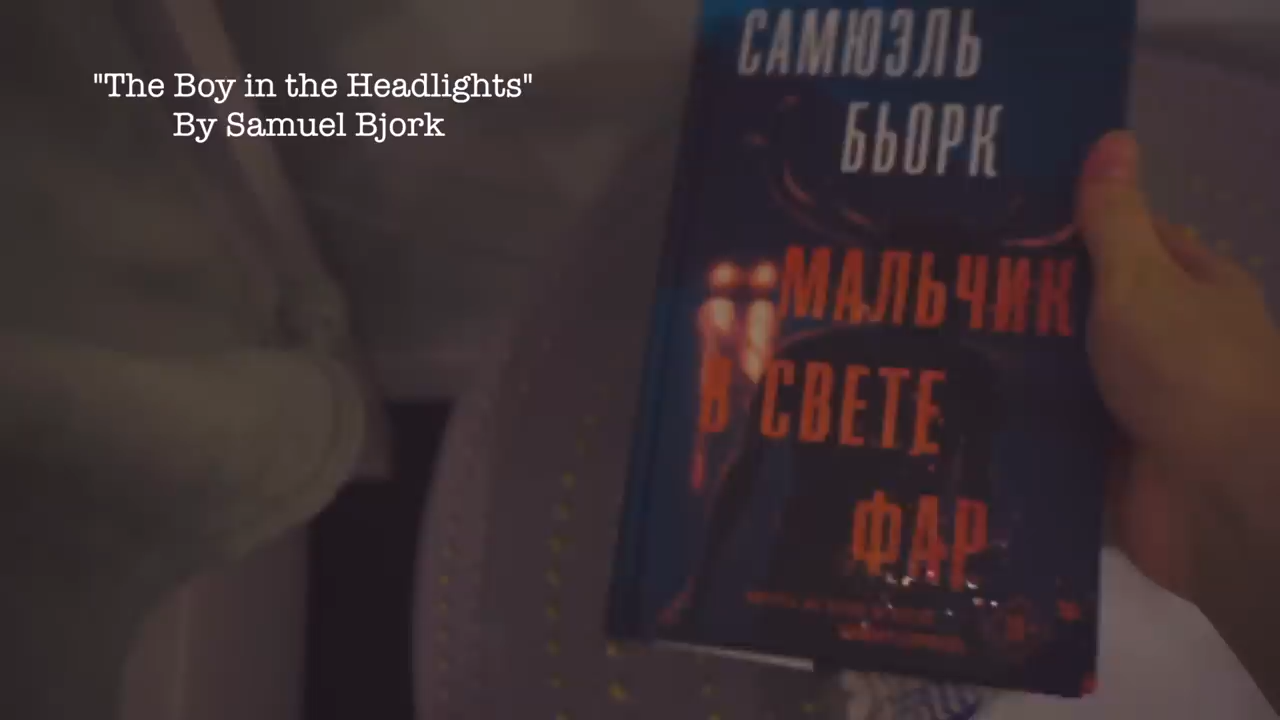 "The Boy in the Headlights"
By Samuel Bjork
САМЮЭЛЬ
БЬОРК
МАЛЬЧИК
В СВЕТЕ
ФАР